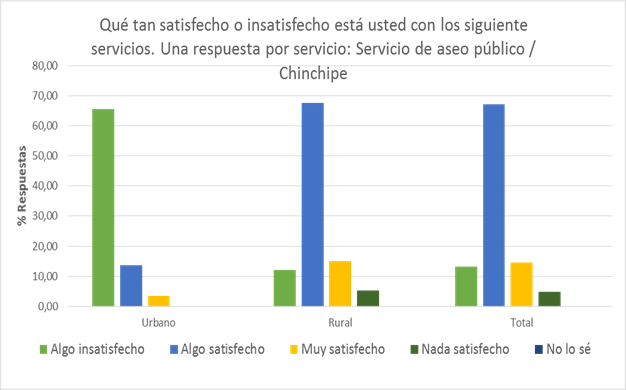 Qué tan satisfecho o insatisfecho está usted con los siguiente
servicios. Una respuesta por servicio: Servicio de aseo público /
Chinchipe
80,00
70,00
60,00
50,00
40,00
30,00
20,00
10,00
0,00
% Respuestas
Urbano Rural Total
Algo insatisfecho Algo satisfecho Muy satisfecho Nada satisfecho No lo sé